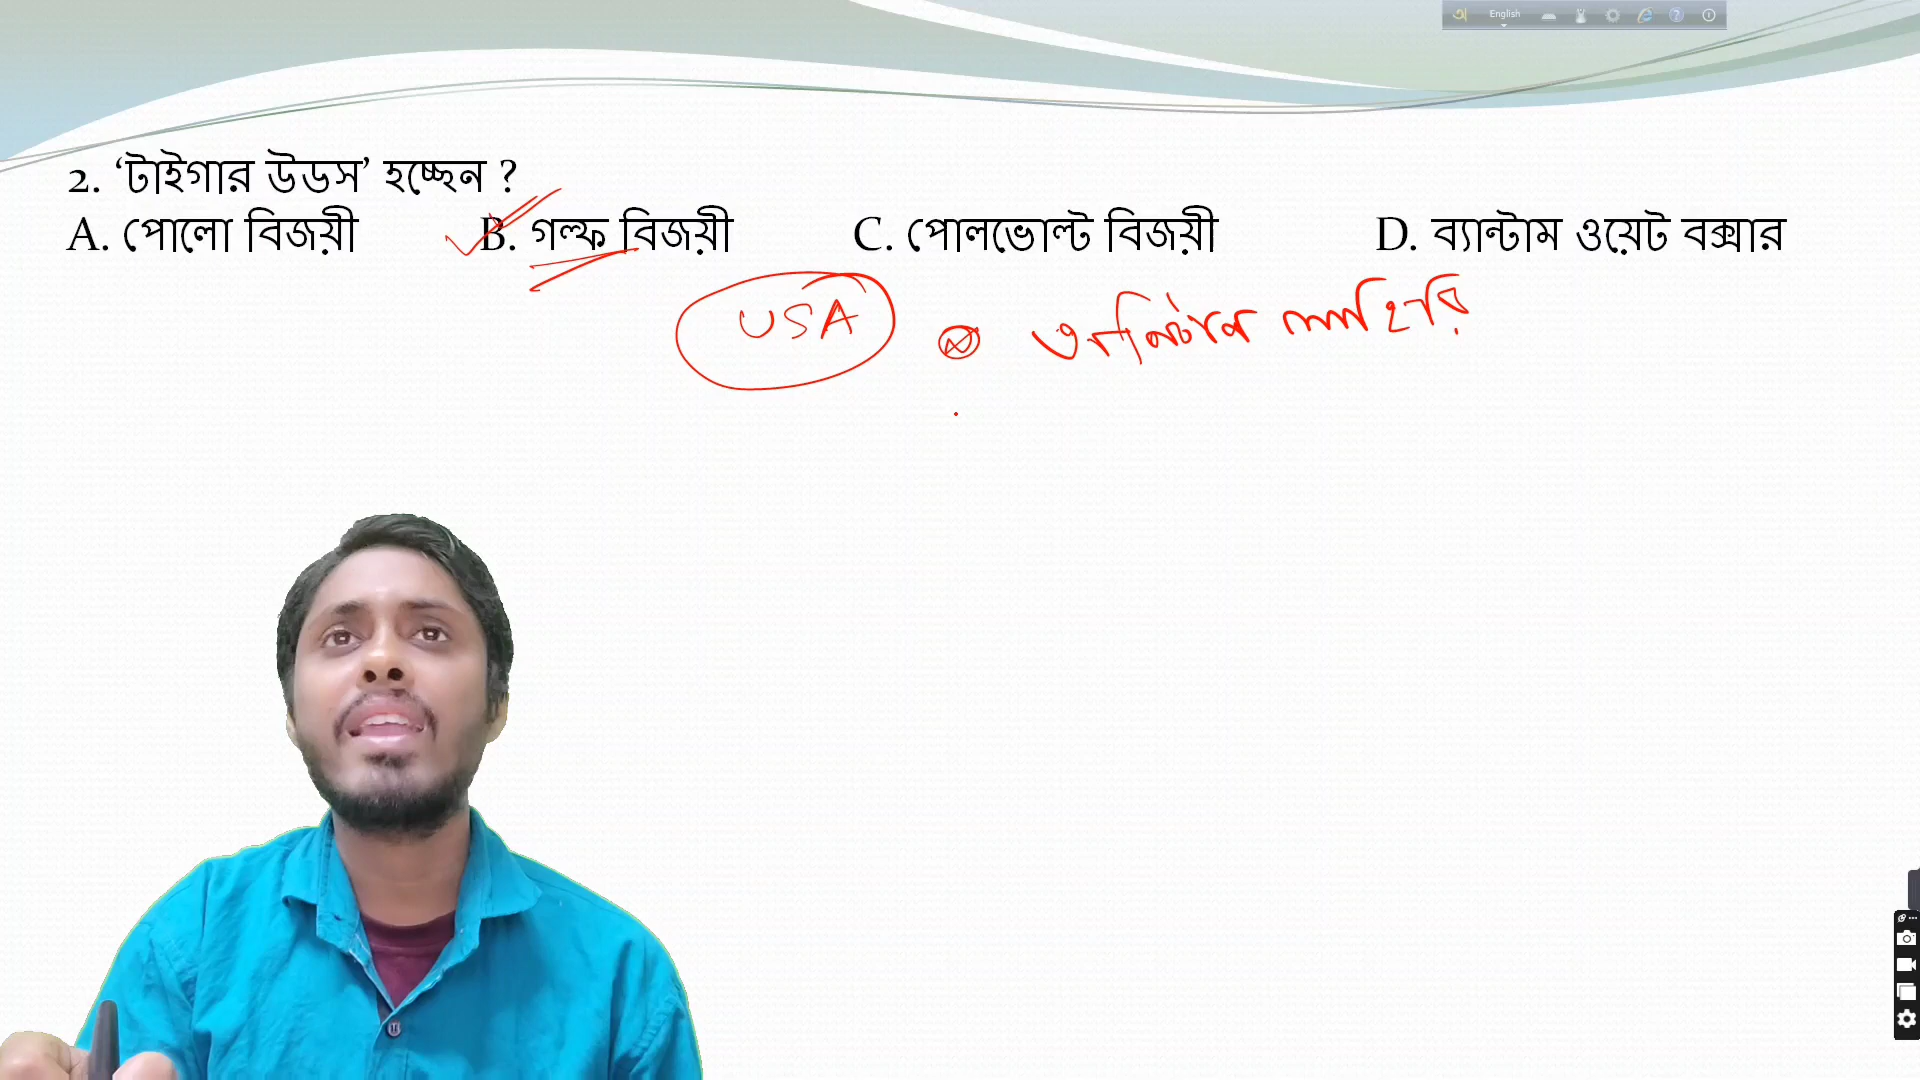 English
2. ‘টাইগার উডস’ হচ্ছেন ?
A. পোলো বিজয়ী B. গল্ফ বিজয়ী C. পোলভোল্ট বিজয়ী D. ব্যান্টাম ওয়েট বক্সার
USA